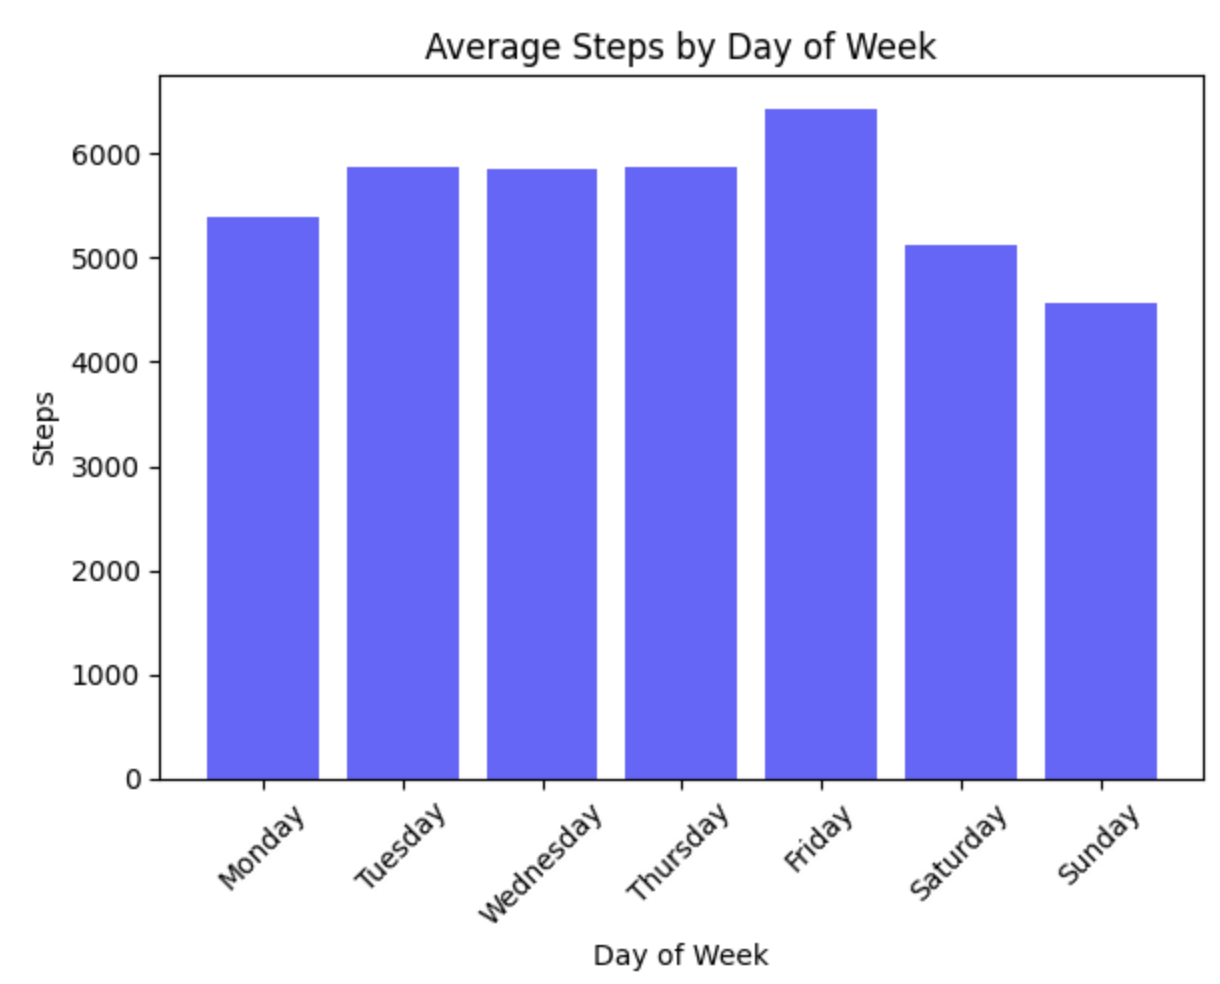 Average Steps by Day of Week
Steps
6000
5000
4000
3000
2000
1000
0
Monday
Tuesday
Wednesday
Thursday
Friday
Saturday
Sunday
Day of Week